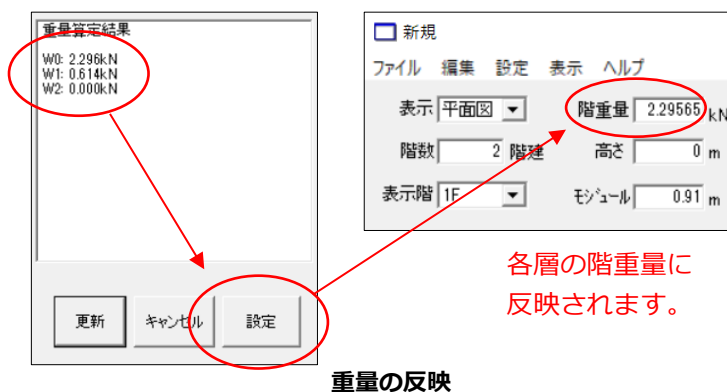 重量算定結果
W0: 2.296kN
W1: 0.614kN
W2: 0.000kN
更新 キャンセル 設定
新規
ファイル 編集 設定 表示 ヘルプ
表示 平面図 階重量 2.29565 kN
階数 2 階建 高さ 0 m
表示階 1F モジュール 0.91 m
各層の階重量に
反映されます。
重量の反映